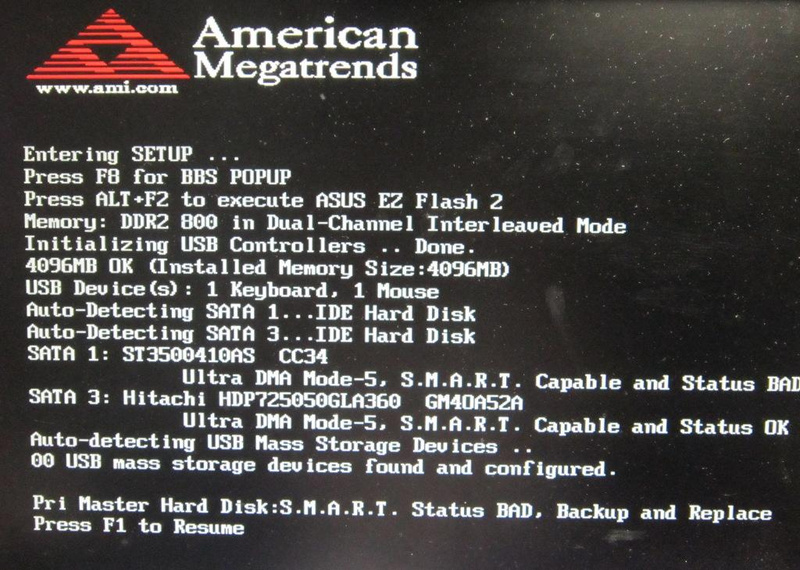 American
Megatrends
www.ami.com
Entering SETUP ...
Press F8 for BBS POPUP
Press ALT+F2 to execute ASUS EZ Flash 2
Memory: DDR2 800 in Dual-Channel Interleaved Mode
Initializing USB Controllers .. Done.
4096MB OK (Installed Memory Size:4096MB)
USB Device(s): 1 Keyboard, 1 Mouse
Auto-Detecting SATA 1...IDE Hard Disk
Auto-Detecting SATA 3...IDE Hard Disk
SATA 1: ST3500410AS  CC34
Ultra DMA Mode-5, S.M.A.R.T. Capable and Status BAD
SATA 3: Hitachi HDP725050GLA360  GM4OA52A
Ultra DMA Mode-5, S.M.A.R.T. Capable and Status OK
Auto-detecting USB Mass Storage Devices ..
00 USB mass storage devices found and configured.
Pri Master Hard Disk:S.M.A.R.T. Status BAD, Backup and Replace
Press F1 to Resume